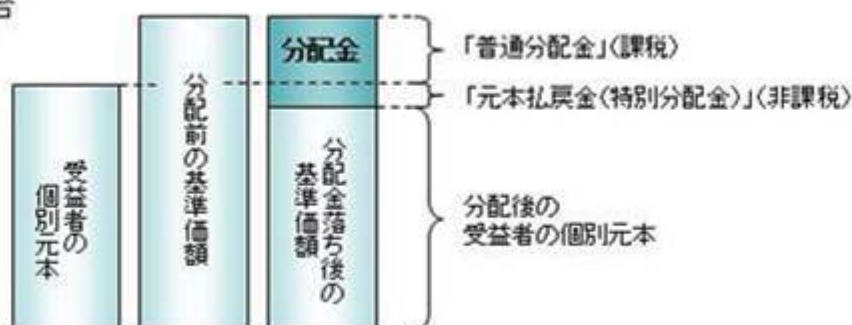 受益者の
個別元本
分配前の基準価額
分配金
分配金落ち後の
基準価額
「普通分配金」(課税)
「元本払戻金(特別分配金)」(非課税)
分配後の
受益者の個別元本